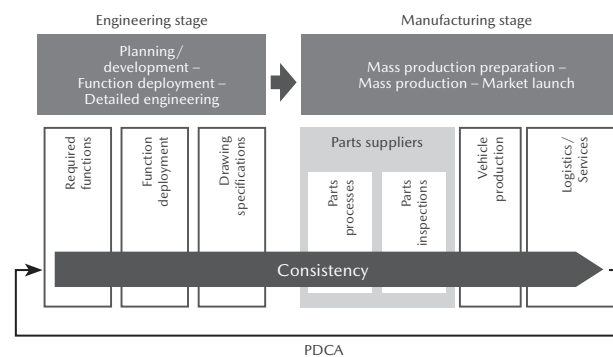 Engineering stage
Manufacturing stage
Planning/
development –
Function deployment –
Detailed engineering
Mass production preparation –
Mass production – Market launch
Required
functions
Function
deployment
Drawing
specifications
Parts suppliers
Parts
processes
Parts
inspections
Vehicle
production
Logistics/
Services
Consistency
PDCA